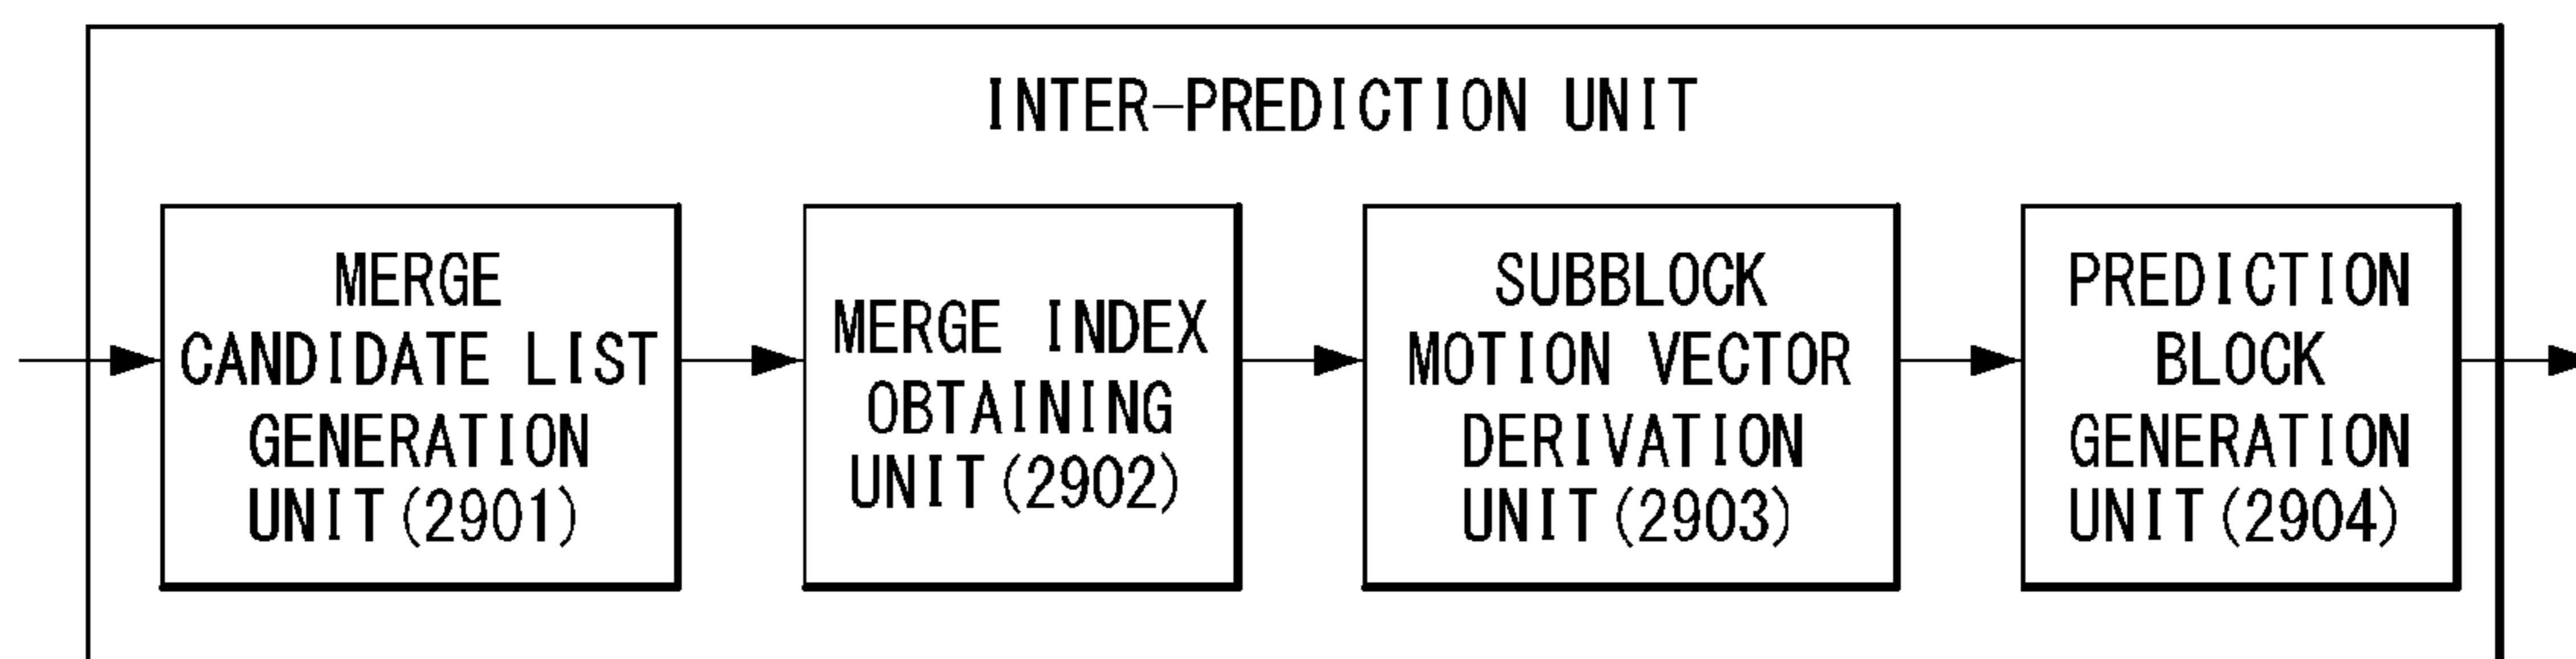 INTER-PREDICTION UNIT
MERGE
CANDIDATE LIST
GENERATION
UNIT(2901)
MERGE INDEX
OBTAINING
UNIT(2902)
SUBBLOCK
MOTION VECTOR
DERIVATION
UNIT(2903)
PREDICTION
BLOCK
GENERATION
UNIT(2904)